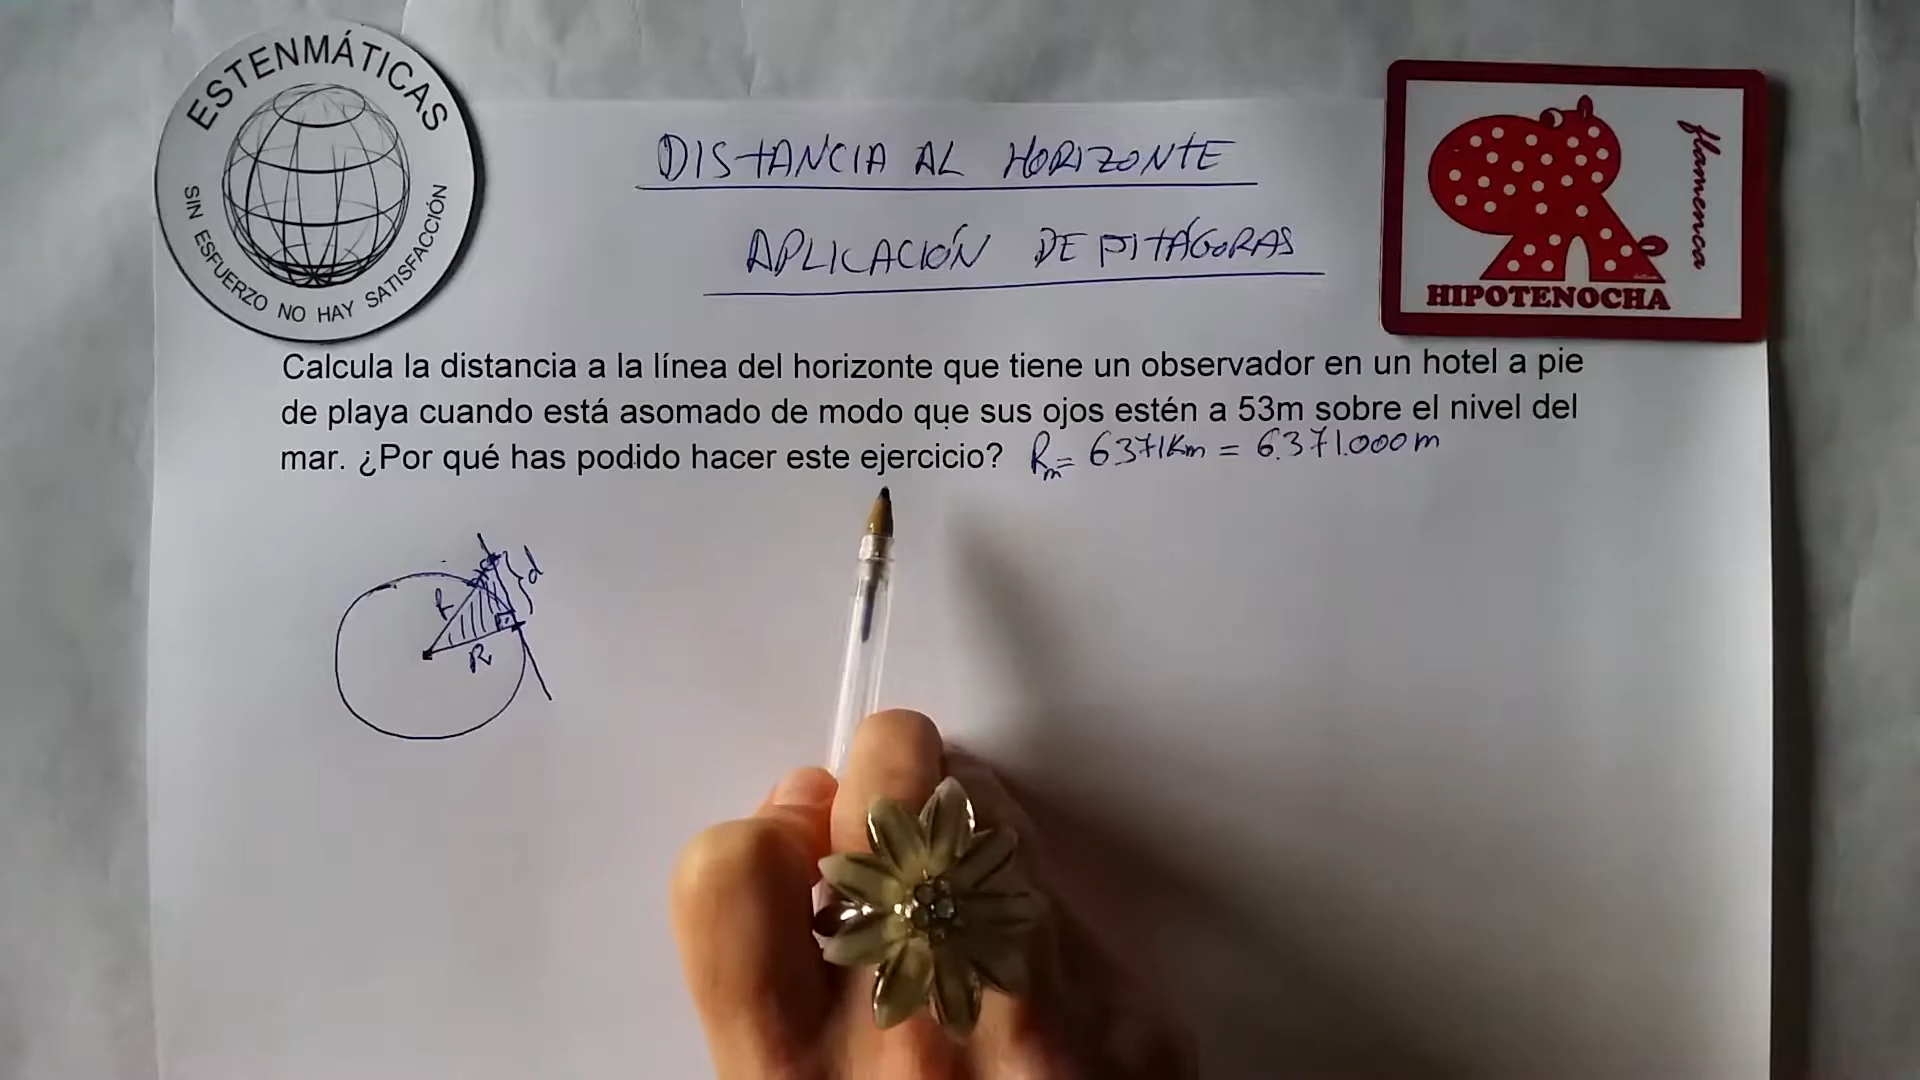 ESTENMÁTICAS
SIN ESFUERZO NO HAY SATISFACCIÓN
DISTANCIA AL HORIZONTE
APLICACIÓN DE PITÁGORAS
flamenca
HIPOTENOCHA
Calcula la distancia a la línea del horizonte que tiene un observador en un hotel a pie
de playa cuando está asomado de modo que sus ojos estén a 53m sobre el nivel del
mar. ¿Por qué has podido hacer este ejercicio? Rm = 6371Km = 6.371.000 m
d
R
R